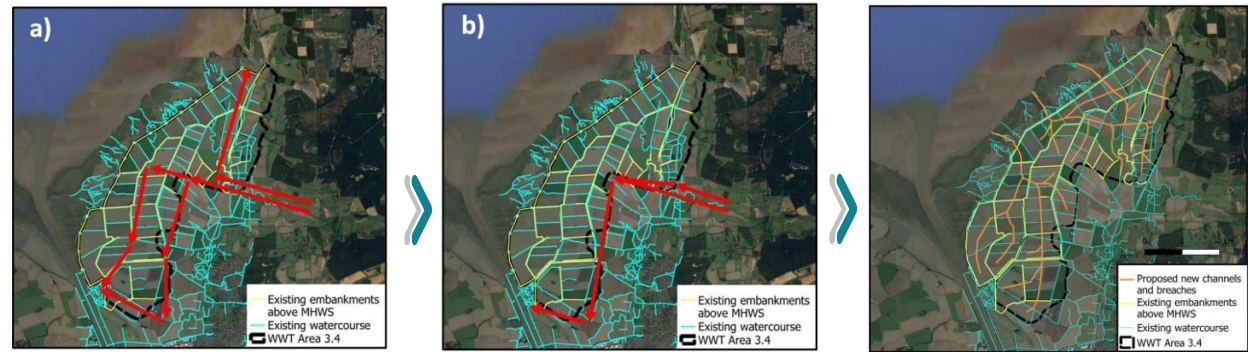 a)
Existing embankments
above MHWS
Existing watercourse
WWT Area 3.4
b)
Existing embankments
above MHWS
Existing watercourse
WWT Area 3.4
Proposed new channels
and breaches
Existing embankments
above MHWS
Existing watercourse
WWT Area 3.4